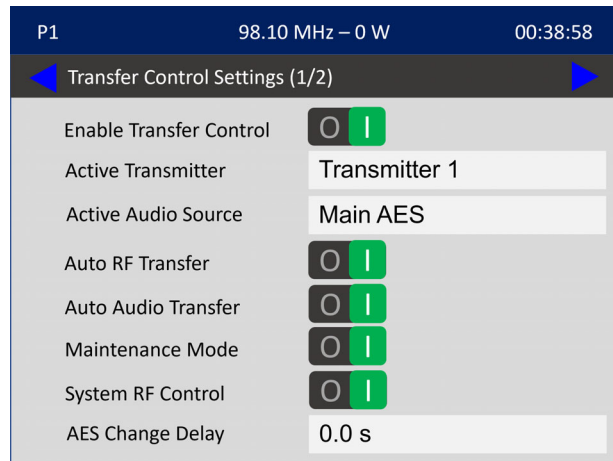 P1 98.10 MHz – 0 W 00:38:58
Transfer Control Settings (1/2)
Enable Transfer Control O I
Active Transmitter Transmitter 1
Active Audio Source Main AES
Auto RF Transfer O I
Auto Audio Transfer O I
Maintenance Mode O I
System RF Control O I
AES Change Delay 0.0 s